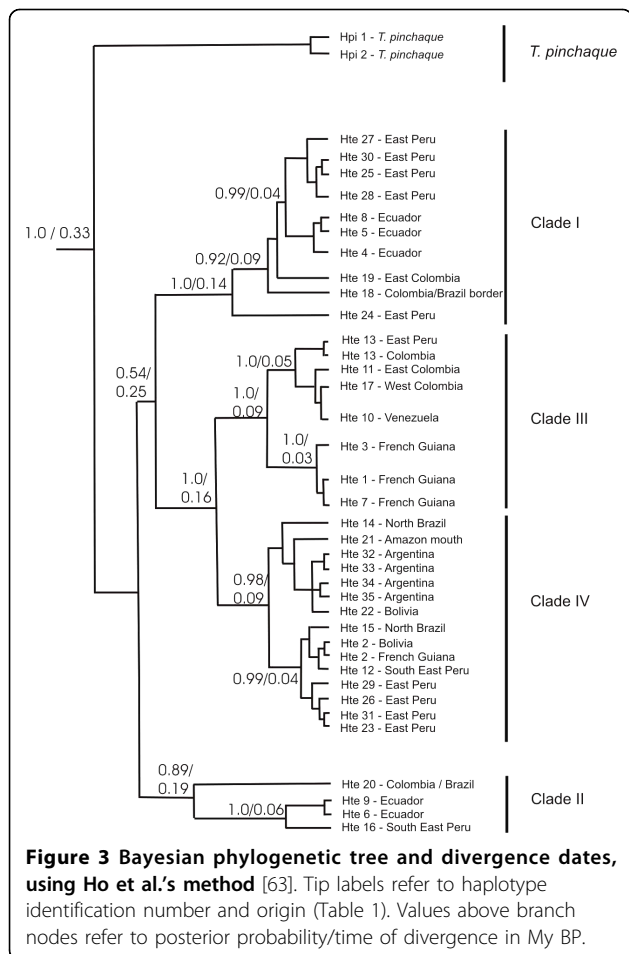 Hpi 1 - T. pinchaque
Hpi 2 - T. pinchaque
T. pinchaque
Hte 27 - East Peru
Hte 30 - East Peru
Hte 25 - East Peru
Hte 28 - East Peru
0.99/0.04
Hte 8 - Ecuador
Hte 5 - Ecuador
Hte 4 - Ecuador
Clade I
1.0 / 0.33
0.92/0.09
Hte 19 - East Colombia
1.0/0.14
Hte 18 - Colombia/Brazil border
Hte 24 - East Peru
Hte 13 - East Peru
Hte 13 - Colombia
1.0/0.05
Hte 11 - East Colombia
0.54/
0.25
Hte 17 - West Colombia
1.0/
0.09
Hte 10 - Venezuela
Clade III
1.0/
0.03
Hte 3 - French Guiana
1.0/
0.16
Hte 1 - French Guiana
Hte 7 - French Guiana
Hte 14 - North Brazil
Hte 21 - Amazon mouth
Hte 32 - Argentina
Hte 33 - Argentina
0.98/
0.09
Hte 34 - Argentina
Hte 35 - Argentina
Clade IV
Hte 22 - Bolivia
Hte 15 - North Brazil
Hte 2 - Bolivia
Hte 2 - French Guiana
Hte 12 - South East Peru
0.99/0.04
Hte 29 - East Peru
Hte 26 - East Peru
Hte 31 - East Peru
Hte 23 - East Peru
0.89/
0.19
Hte 20 - Colombia / Brazil
1.0/0.06
Hte 9 - Ecuador
Hte 6 - Ecuador
Hte 16 - South East Peru
Clade II
Figure 3 Bayesian phylogenetic tree and divergence dates,
using Ho et al.'s method [63]. Tip labels refer to haplotype
identification number and origin (Table 1). Values above branch
nodes refer to posterior probability/time of divergence in My BP.